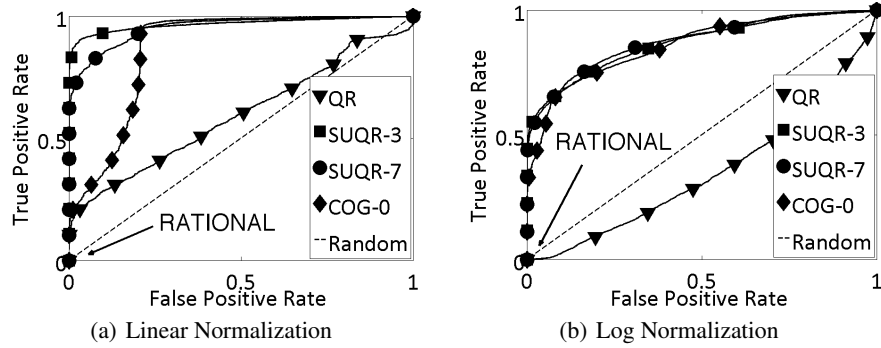 1
True Positive Rate
0.5
0
QR
SUQR-3
SUQR-7
COG-0
Random
RATIONAL
0
0.5
1
False Positive Rate
(a) Linear Normalization
1
True Positive Rate
0.5
0
QR
SUQR-3
SUQR-7
COG-0
Random
RATIONAL
0
0.5
1
False Positive Rate
(b) Log Normalization